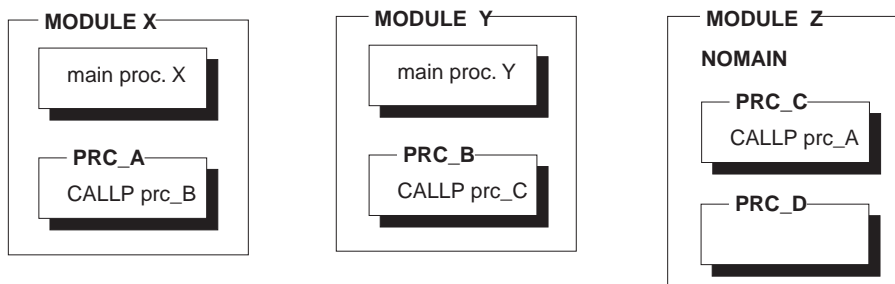 MODULE X
main proc. X
PRC_A
CALLP prc_B
MODULE Y
main proc. Y
PRC_B
CALLP prc_C
MODULE Z
NOMAIN
PRC_C
CALLP prc_A
PRC_D